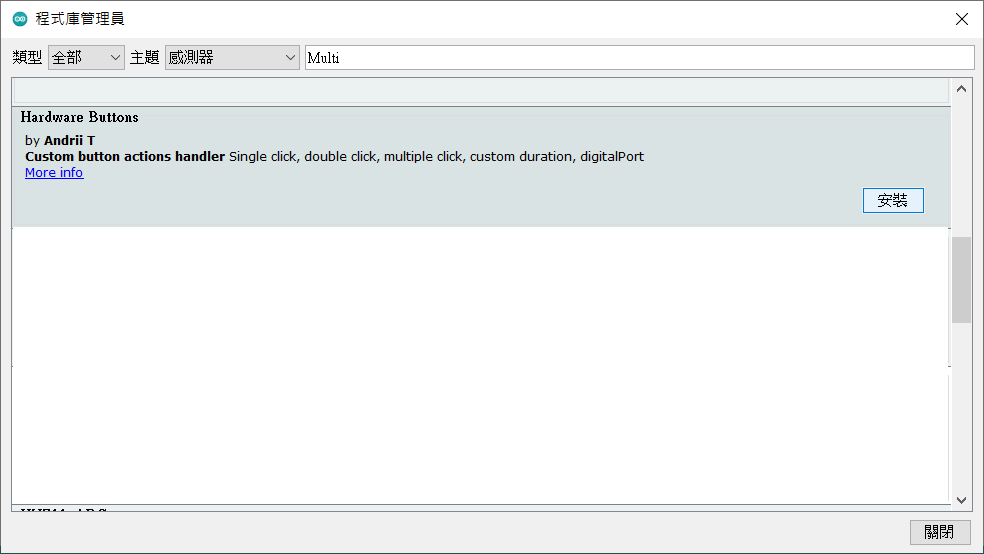 程式庫管理員
類型 全部 主題 感測器 Multi
Hardware Buttons
by Andrii T
Custom button actions handler Single click, double click, multiple click, custom duration, digitalPort
More info
安裝
關閉